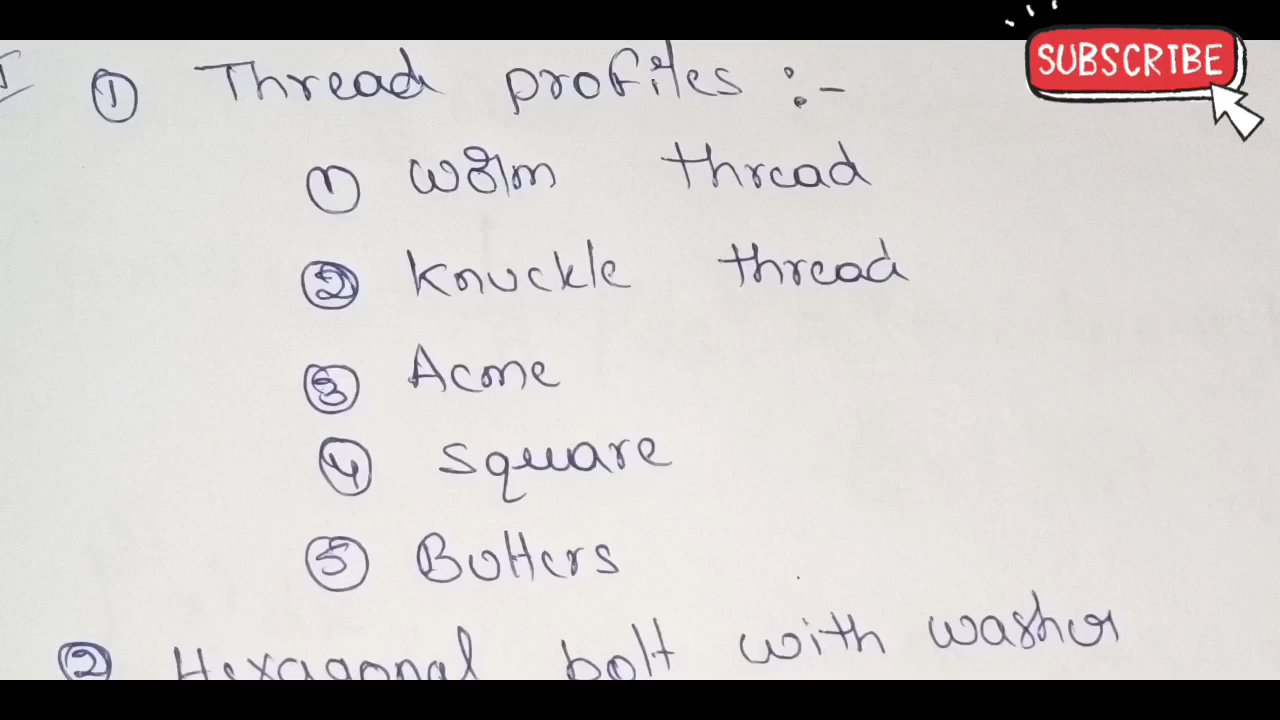 I ① Thread profiles :-
SUBSCRIBE
① worm thread
② Knuckle thread
③ Acme
④ Square
⑤ Butters
② Hexagonal bolt with washer